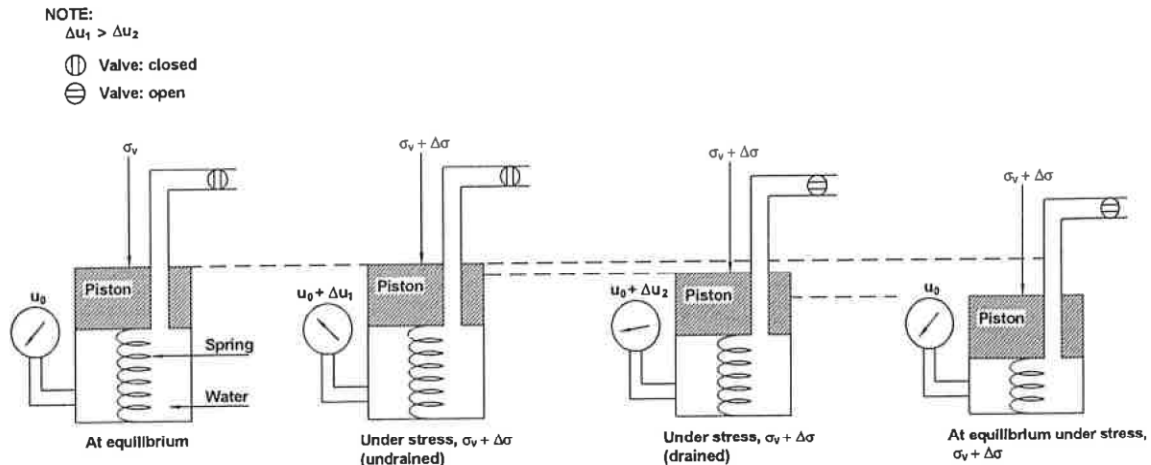 NOTE:
Δu₁ > Δu₂
Valve: closed
Valve: open
σᵥ
σᵥ + Δσ
σᵥ + Δσ
σᵥ + Δσ
Piston
Piston
Piston
Piston
u₀
u₀ + Δu₁
u₀ + Δu₂
u₀
Spring
Water
At equilibrium
Under stress, σᵥ + Δσ
(undrained)
Under stress, σᵥ + Δσ
(drained)
At equilibrium under stress,
σᵥ + Δσ